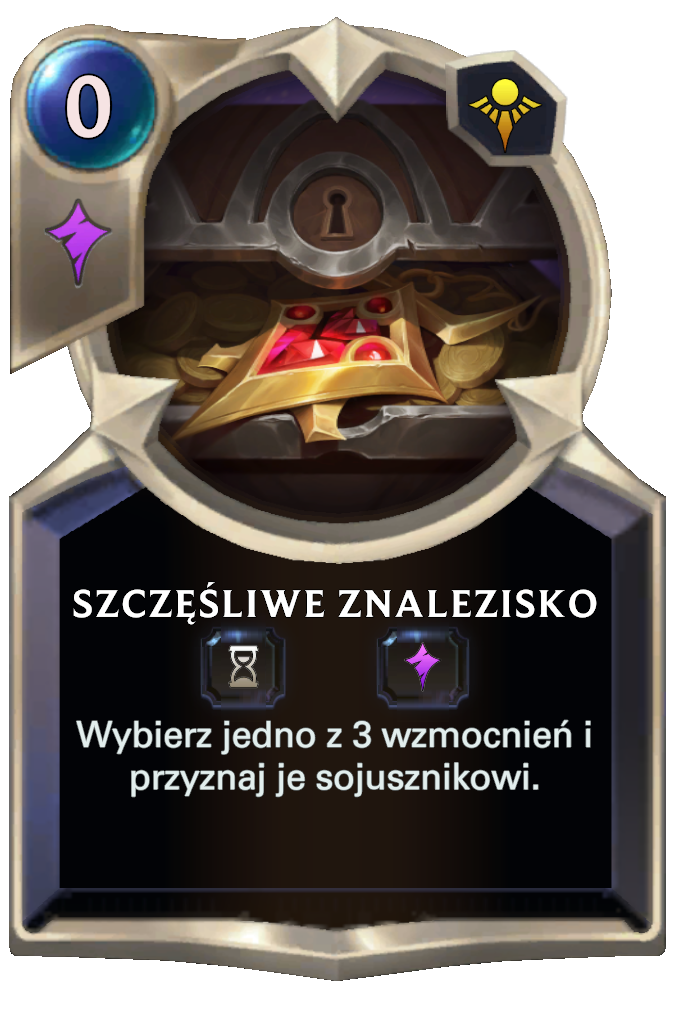 0
SZCZĘŚLIWE ZNALEZISKO
Wybierz jedno z 3 wzmocnień i
przyznaj je sojusznikowi.